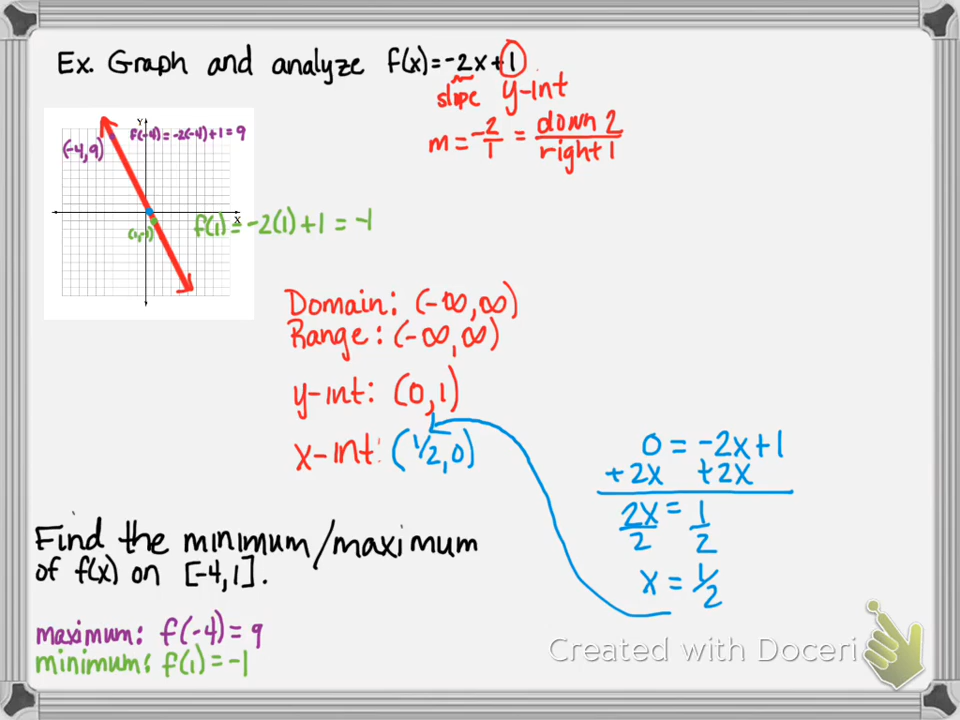 Ex. Graph and analyze f(x)=-2x+1
slope y-int
m = -2/1 = down 2/right 1
Y
f(-4)=-2(-4)+1=9
(-4,9)
X
(1,-1)
f(1)=-2(1)+1=-1
Domain: (-∞,∞)
Range: (-∞,∞)
y-int: (0,1)
x-int: (1/2,0)
0 = -2x+1
+2x +2x
2x/2 = 1/2
x = 1/2
Find the minimum/maximum
of f(x) on [-4,1].
maximum: f(-4)=9
minimum: f(1)=-1
Created with Doceri